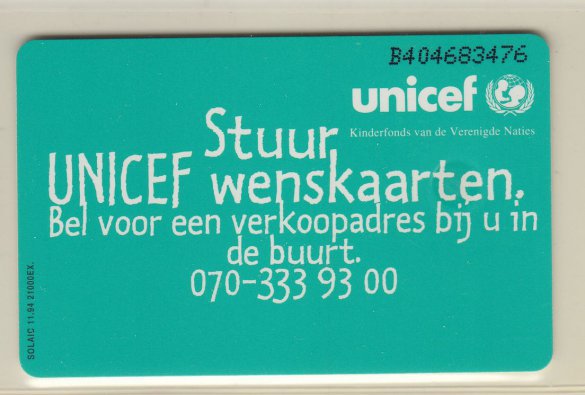 B404683476
unicef
Kinderfonds van de Verenigde Naties
Stuur
UNICEF wenskaarten.
Bel voor een verkoopadres bij u in
de buurt.
070-333 93 00
SOLAIC 11.94 21000EX.